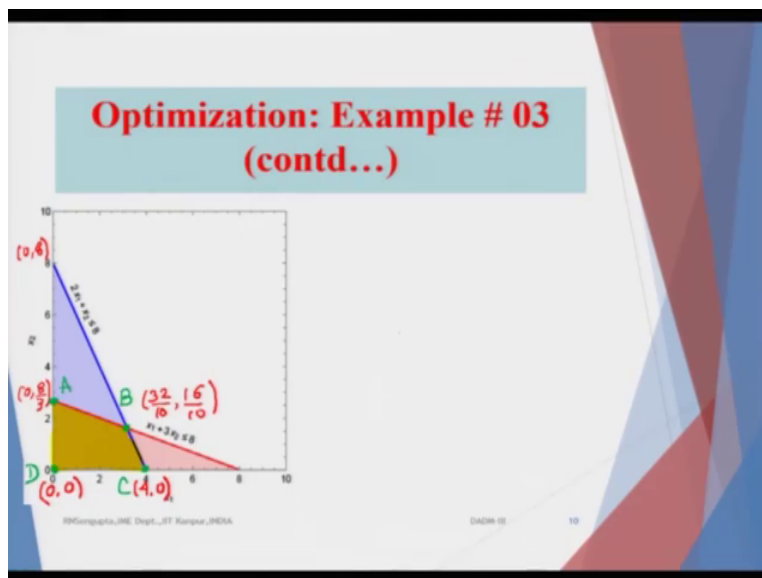 Optimization: Example # 03
(contd...)
10
(0,8)
8
2x₁+x₂≤8
6
x₂
4
(0,8/3)
A
B (32/10, 16/10)
2
x₁+3x₂≤8
0
D
(0,0)
2
C(4,0)
4
6
8
10
RNSengupta,IME Dept.,IIT Kanpur,INDIA
DADM-III
10